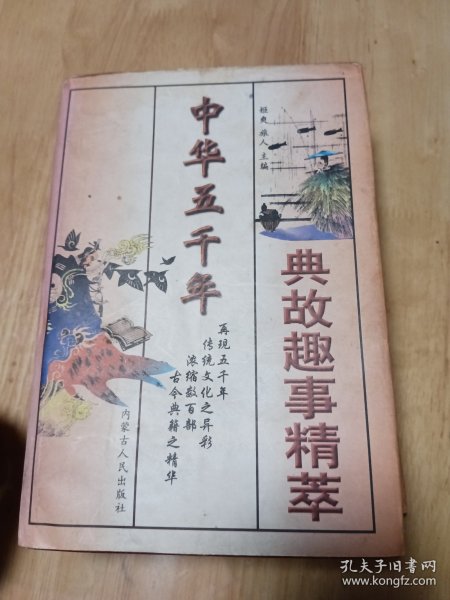 中华五千年
典故趣事精萃
姬爽 旅人 主编
再现五千年
传统文化之异彩
浓缩数百部
古今典籍之精华
内蒙古人民出版社
孔夫子旧书网
www.kongfz.com